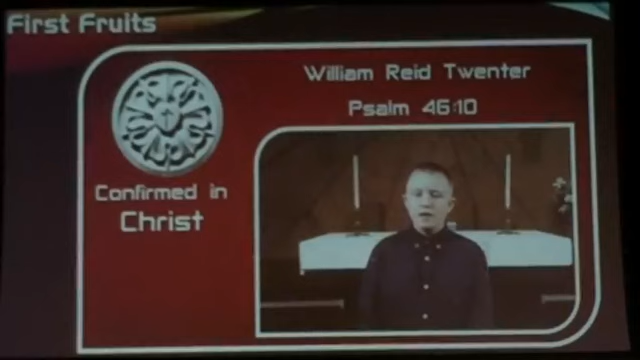 First Fruits
William Reid Twenter
Psalm 46:10
Confirmed in
Christ